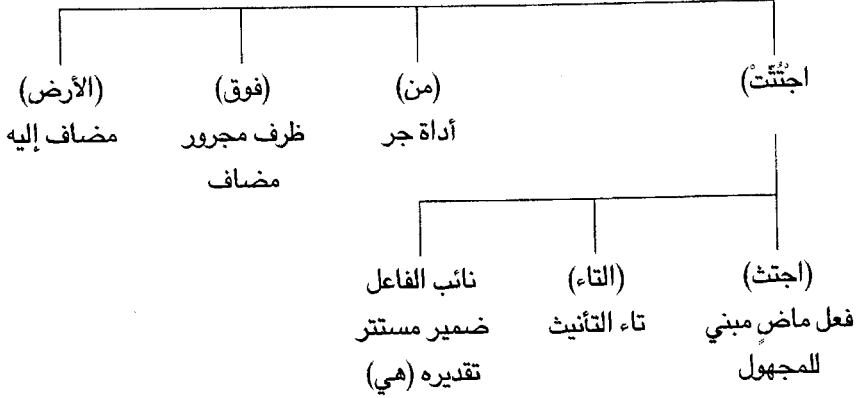 اجْتُثَّتْ) (من) (فوق) (الأرض)
أداة جر ظرف مجرور مضاف إليه
مضاف
(اجتث) (التاء) نائب الفاعل
فعل ماضٍ مبني تاء التأنيث ضمير مستتر
للمجهول تقديره (هي)